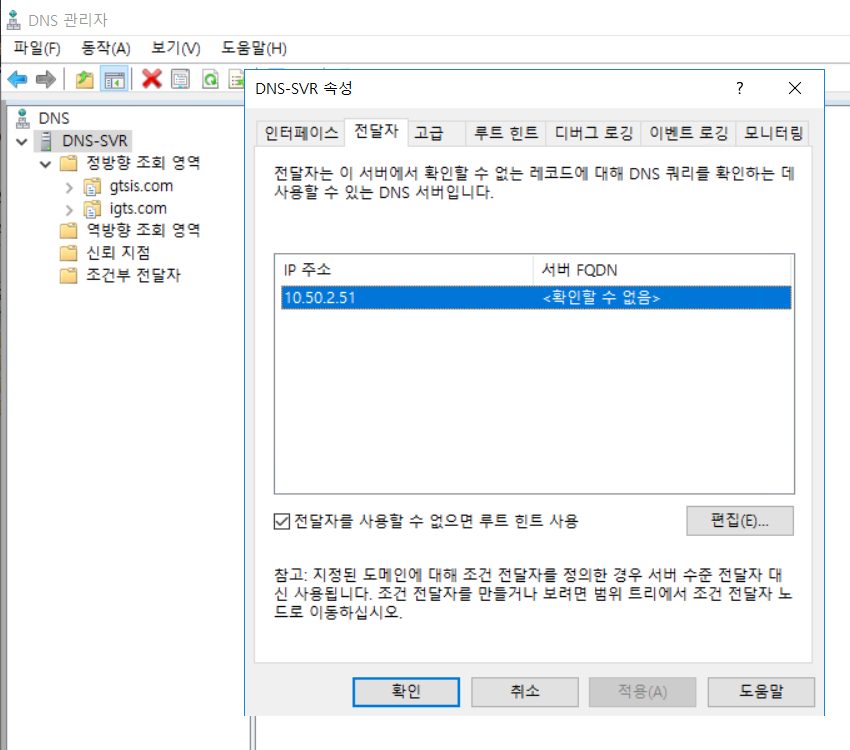 DNS 관리자
파일(F) 동작(A) 보기(V) 도움말(H)
DNS
DNS-SVR
정방향 조회 영역
gtsis.com
igts.com
역방향 조회 영역
신뢰 지점
조건부 전달자
DNS-SVR 속성
?
인터페이스 전달자 고급 루트 힌트 디버그 로깅 이벤트 로깅 모니터링
전달자는 이 서버에서 확인할 수 없는 레코드에 대해 DNS 쿼리를 확인하는 데
사용할 수 있는 DNS 서버입니다.
IP 주소 서버 FQDN
10.50.2.51 <확인할 수 없음>
전달자를 사용할 수 없으면 루트 힌트 사용
편집(E)...
참고: 지정된 도메인에 대해 조건 전달자를 정의한 경우 서버 수준 전달자 대
신 사용됩니다. 조건 전달자를 만들거나 보려면 범위 트리에서 조건 전달자 노
드로 이동하십시오.
확인 취소 적용(A) 도움말